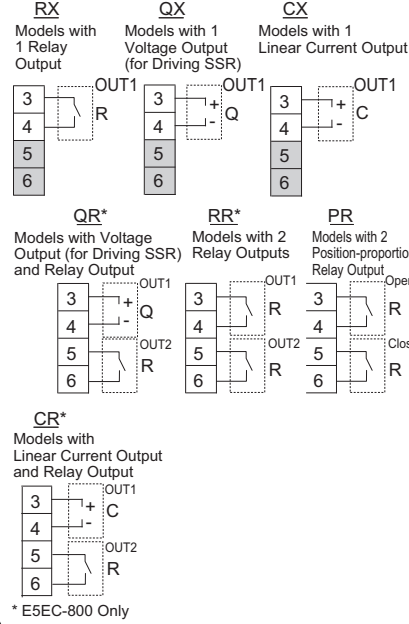 RX
Models with
1 Relay
Output
OUT1
3
4
5
6
R
QX
Models with 1
Voltage Output
(for Driving SSR)
OUT1
3
4
5
6
+
-
Q
CX
Models with 1
Linear Current Output
OUT1
3
4
5
6
+
-
C
QR*
Models with Voltage
Output (for Driving SSR)
and Relay Output
OUT1
3
4
+
-
Q
OUT2
5
6
R
RR*
Models with 2
Relay Outputs
OUT1
3
4
R
OUT2
5
6
R
PR
Models with 2
Position-proportio
Relay Output
Open
3
4
R
Clos
5
6
R
CR*
Models with
Linear Current Output
and Relay Output
OUT1
3
4
+
-
C
OUT2
5
6
R
* E5EC-800 Only